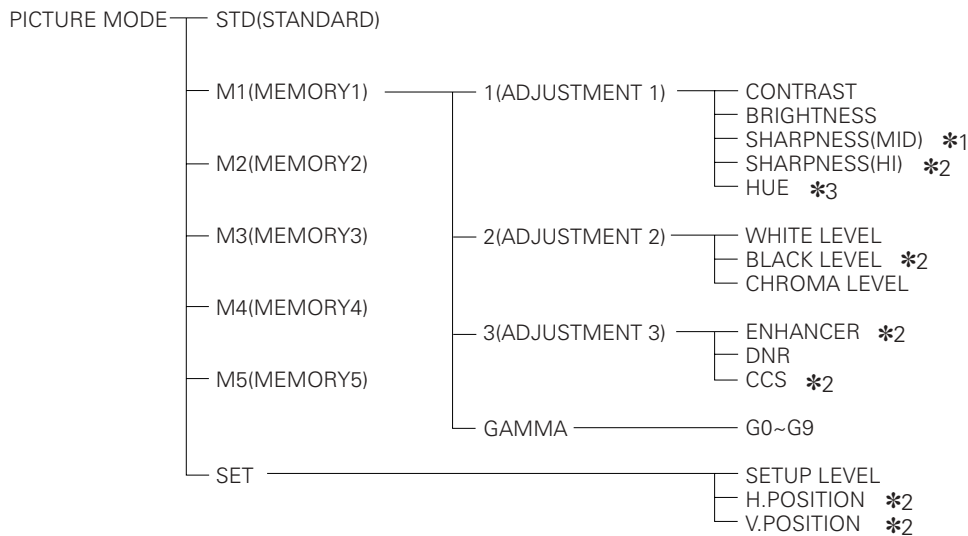 PICTURE MODE STD(STANDARD)
M1(MEMORY1) 1(ADJUSTMENT 1) CONTRAST
BRIGHTNESS
SHARPNESS(MID) ✻1
SHARPNESS(HI) ✻2
HUE ✻3
M2(MEMORY2)
M3(MEMORY3) 2(ADJUSTMENT 2) WHITE LEVEL
BLACK LEVEL ✻2
CHROMA LEVEL
M4(MEMORY4)
3(ADJUSTMENT 3) ENHANCER ✻2
DNR
CCS ✻2
M5(MEMORY5)
GAMMA G0~G9
SET SETUP LEVEL
H.POSITION ✻2
V.POSITION ✻2